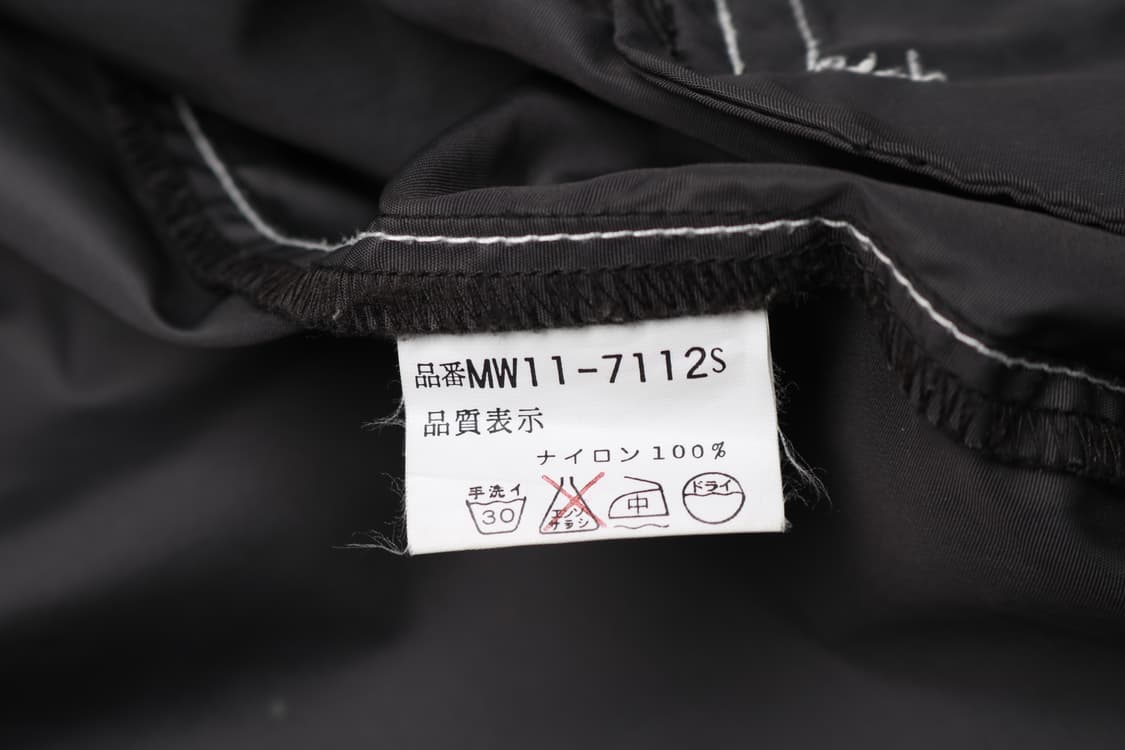 品番MW11-7112S
品質表示
ナイロン100%
手洗イ エンソ 中 ドライ
30 サラシ